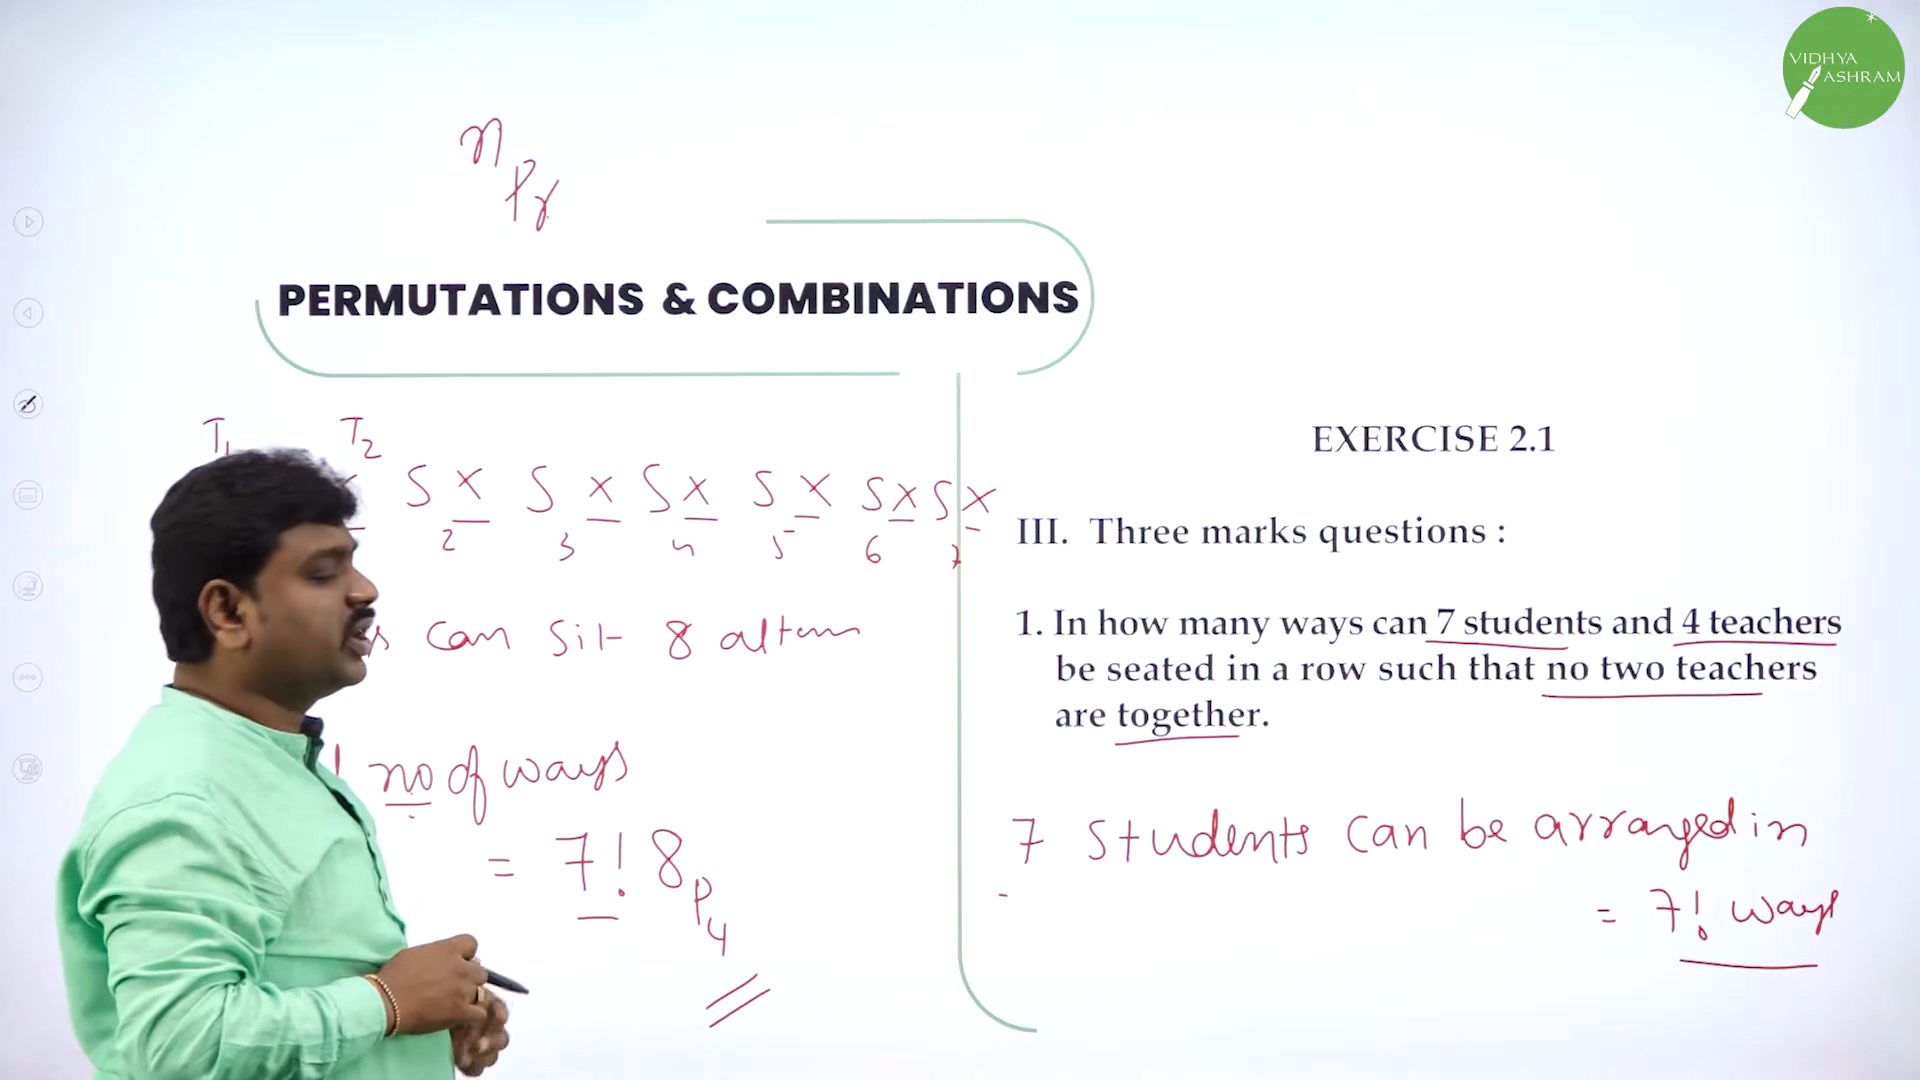 VIDHYA
ASHRAM
n
Pr
PERMUTATIONS & COMBINATIONS
T1 T2
S X S X S X S X S X S X
2 3 4 5 6 7
can sit 8 altern
no of ways
= 7! 8P4
EXERCISE 2.1
III. Three marks questions :
1. In how many ways can 7 students and 4 teachers
be seated in a row such that no two teachers
are together.
7 Students can be arranged in
= 7! ways